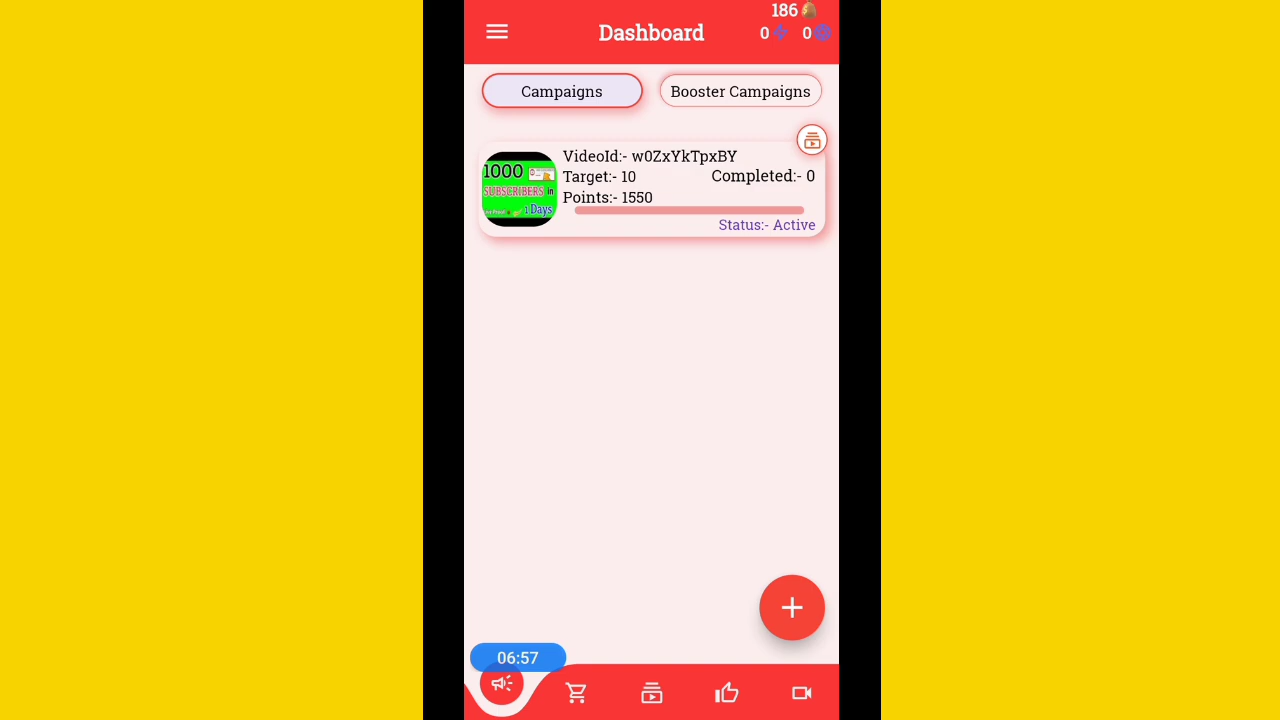 186
Dashboard
0 0
Campaigns
Booster Campaigns
1000
SUBSCRIBERS in
1 Days
VideoId:- w0ZxYkTpxBY
Target:- 10
Completed:- 0
Points:- 1550
Status:- Active
06:57